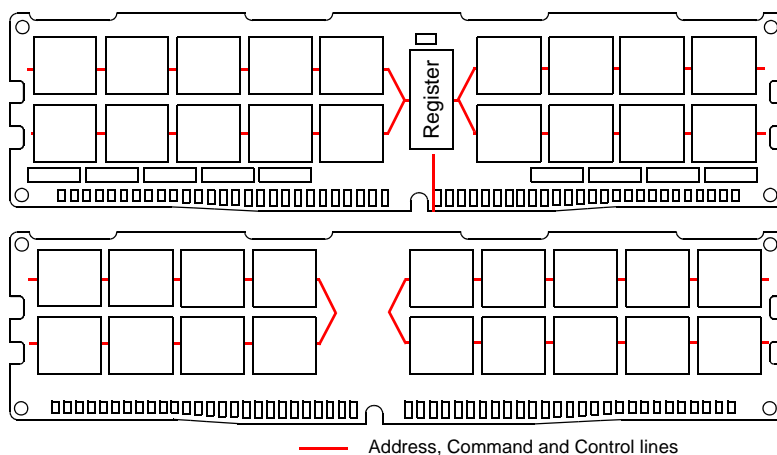 Register
Address, Command and Control lines